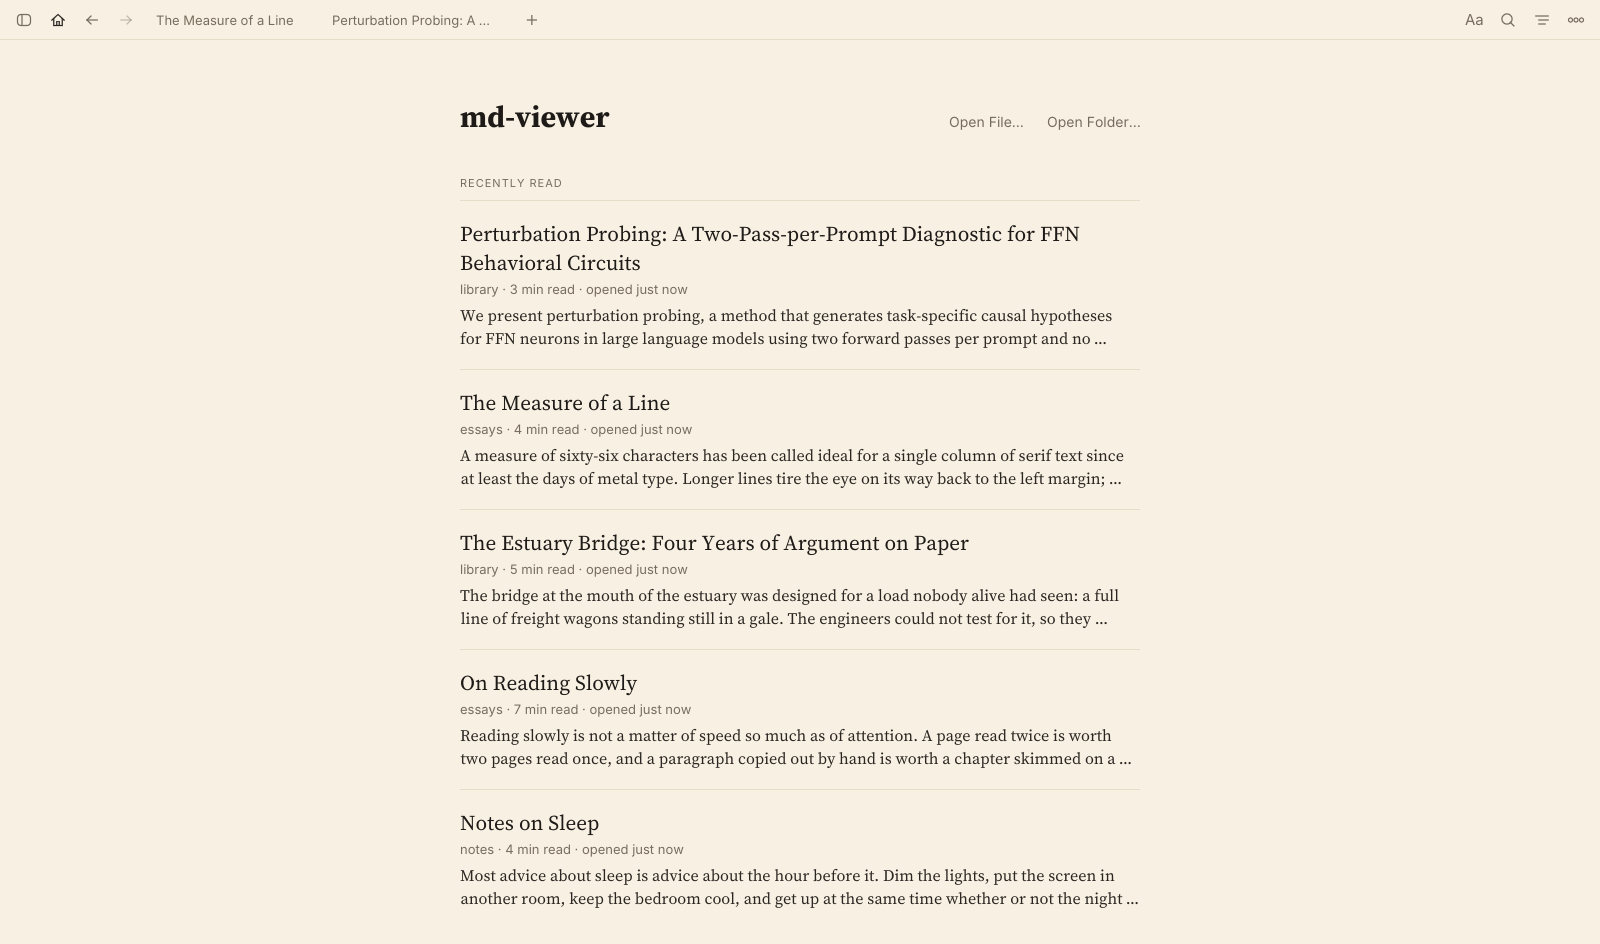 The Measure of a Line
Perturbation Probing: A ...
Aa
md-viewer
Open File...
Open Folder...
RECENTLY READ
Perturbation Probing: A Two-Pass-per-Prompt Diagnostic for FFN
Behavioral Circuits
library · 3 min read · opened just now
We present perturbation probing, a method that generates task-specific causal hypotheses
for FFN neurons in large language models using two forward passes per prompt and no ...
The Measure of a Line
essays · 4 min read · opened just now
A measure of sixty-six characters has been called ideal for a single column of serif text since
at least the days of metal type. Longer lines tire the eye on its way back to the left margin; ...
The Estuary Bridge: Four Years of Argument on Paper
library · 5 min read · opened just now
The bridge at the mouth of the estuary was designed for a load nobody alive had seen: a full
line of freight wagons standing still in a gale. The engineers could not test for it, so they ...
On Reading Slowly
essays · 7 min read · opened just now
Reading slowly is not a matter of speed so much as of attention. A page read twice is worth
two pages read once, and a paragraph copied out by hand is worth a chapter skimmed on a ...
Notes on Sleep
notes · 4 min read · opened just now
Most advice about sleep is advice about the hour before it. Dim the lights, put the screen in
another room, keep the bedroom cool, and get up at the same time whether or not the night ...